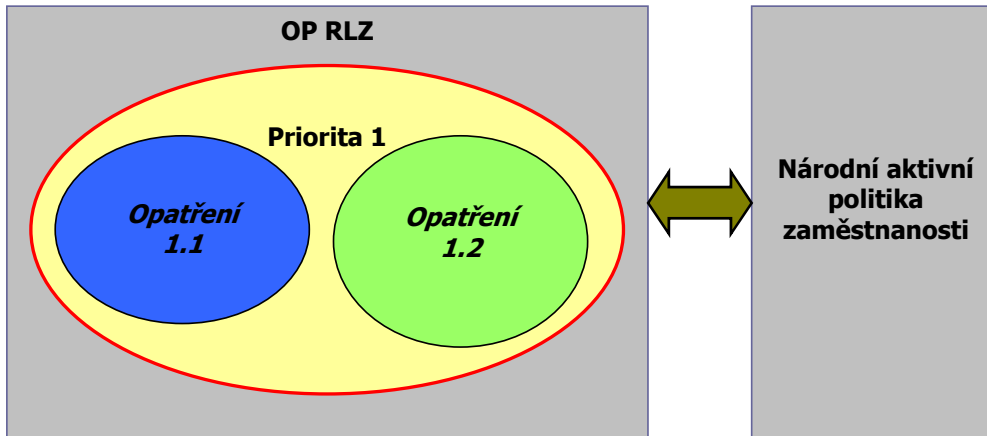 OP RLZ
Priorita 1
Opatření
1.1
Opatření
1.2
Národní aktivní
politika
zaměstnanosti